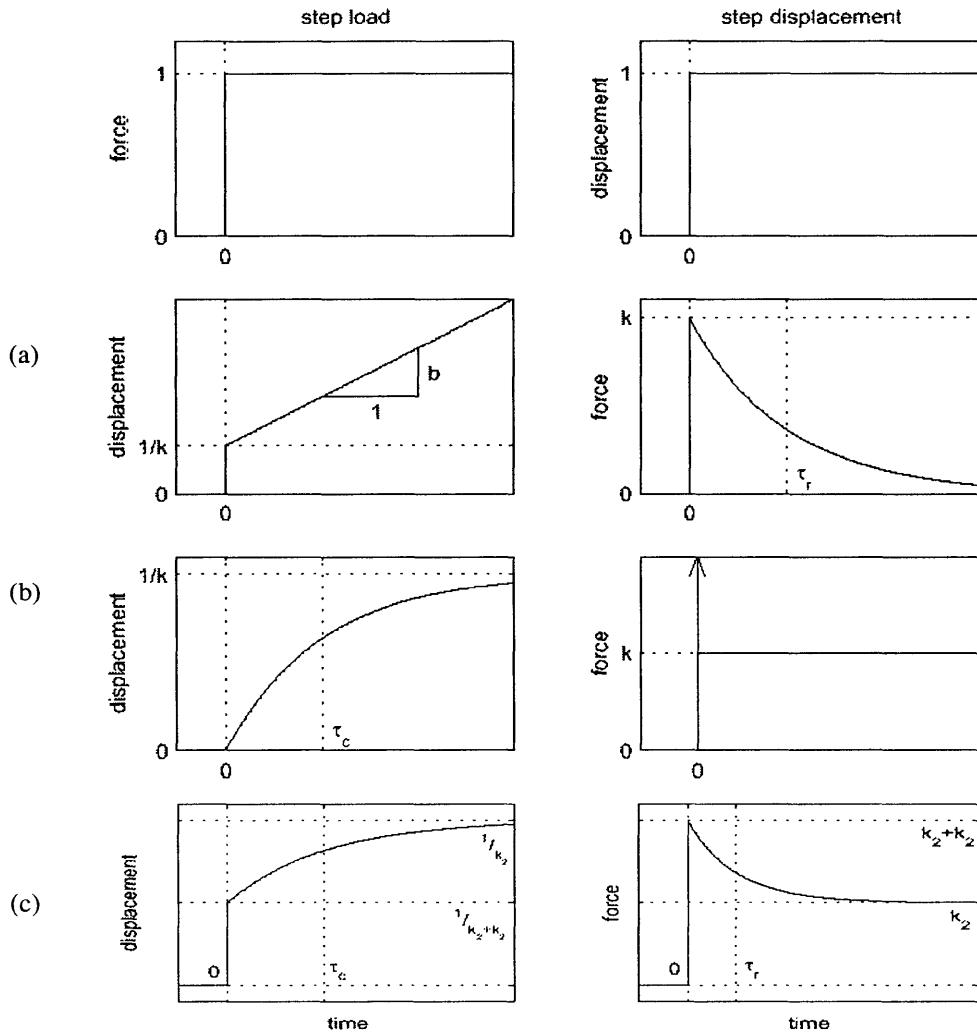 step load
step displacement
1
force
0
0
1
displacement
0
0
(a)
displacement
1/k
0
0
b
1
k
force
0
0
τr
(b)
displacement
1/k
0
0
τc
force
k
0
0
(c)
displacement
0
1/k2
1/k2+k2
τc
time
force
0
k2+k2
k2
τr
time